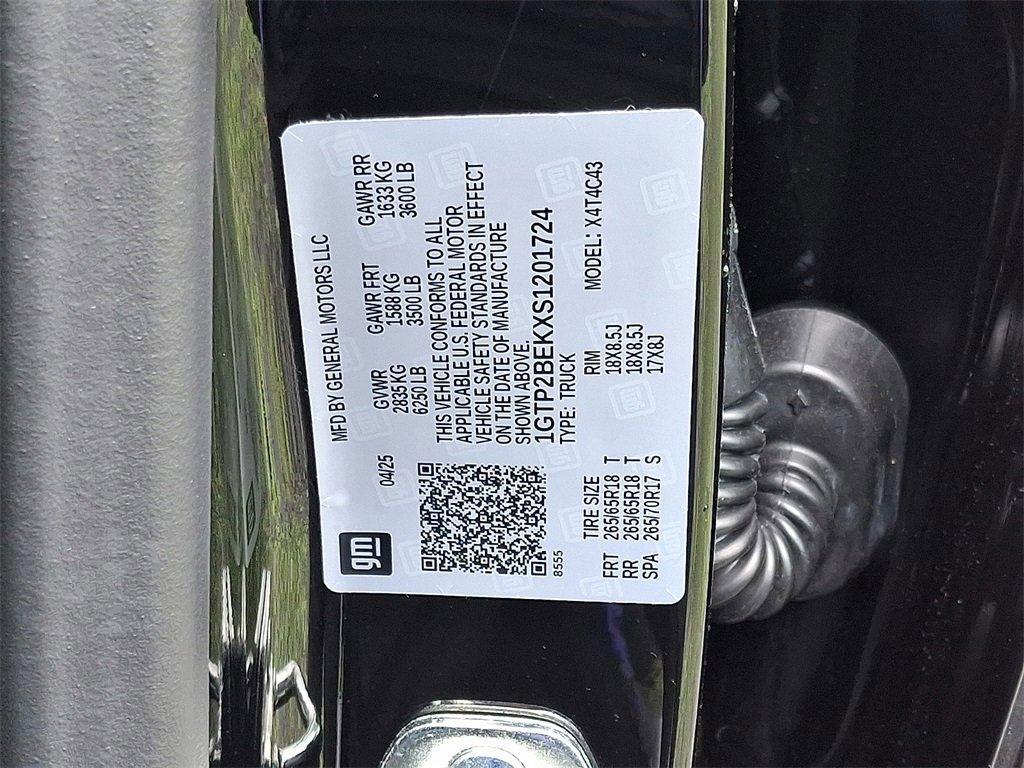 gm
MFD BY GENERAL MOTORS LLC
04/25
GVWR GAWR FRT GAWR RR
2835 KG 1588 KG 1633 KG
6250 LB 3500 LB 3600 LB
THIS VEHICLE CONFORMS TO ALL
APPLICABLE U.S. FEDERAL MOTOR
VEHICLE SAFETY STANDARDS IN EFFECT
ON THE DATE OF MANUFACTURE
SHOWN ABOVE.
1GTP2BEKXS1201724
8555
TYPE: TRUCK
TIRE SIZE RIM MODEL: X4T4C43
FRT 265/65R18 T 18X8.5J
RR 265/65R18 T 18X8.5J
SPA 265/70R17 S 17X8J